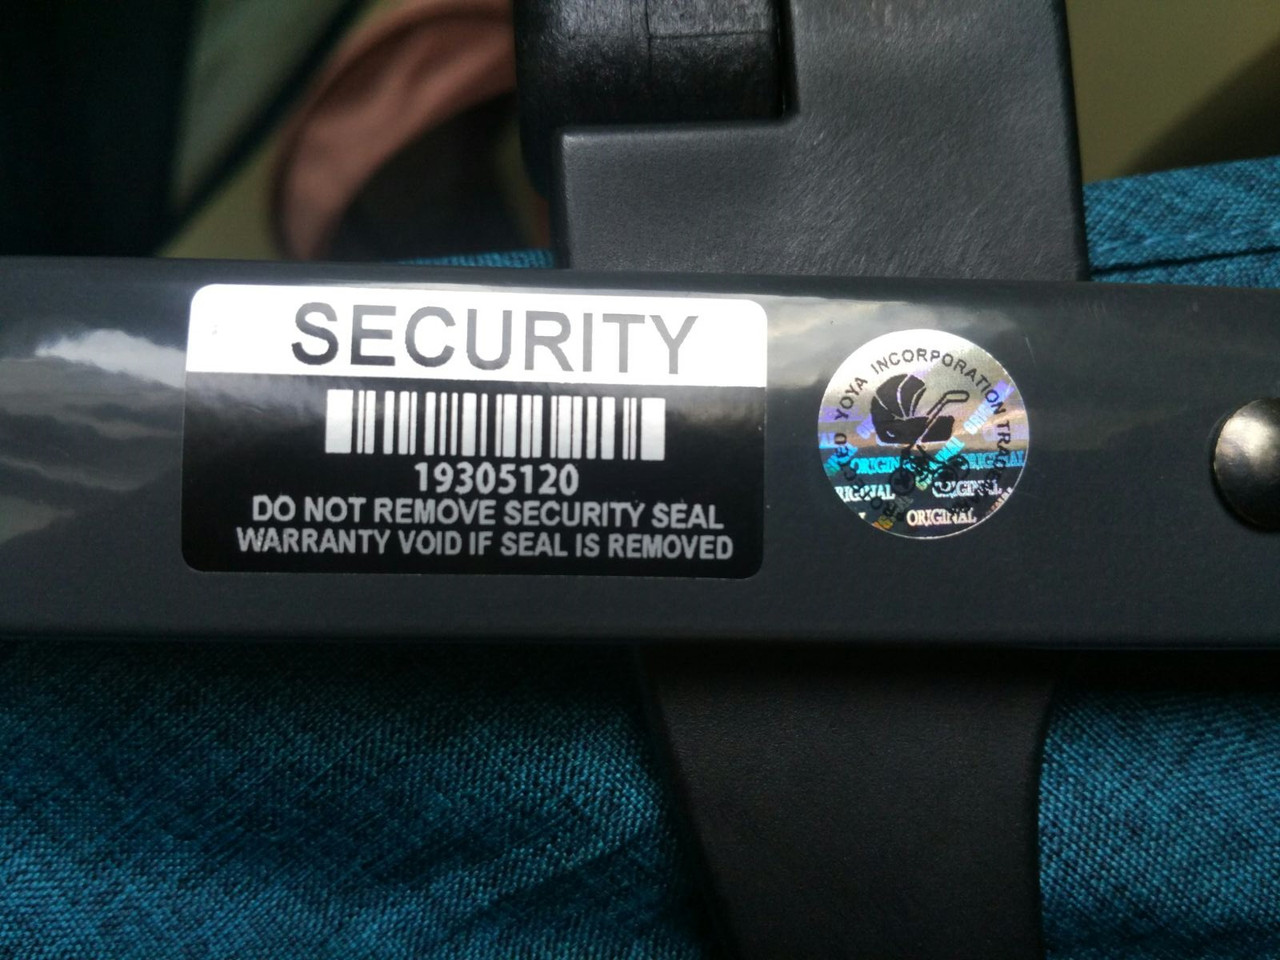 SECURITY
19305120
DO NOT REMOVE SECURITY SEAL
WARRANTY VOID IF SEAL IS REMOVED
YOYA INCORPORATION
ORIGINAL
ORIGINAL
ORIGINAL